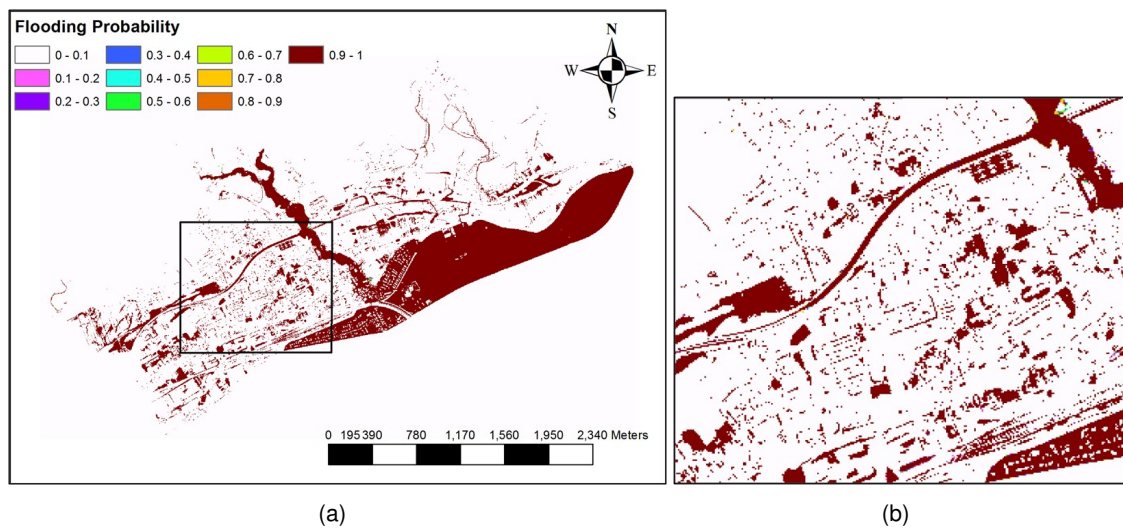 Flooding Probability
0 - 0.1 0.3 - 0.4 0.6 - 0.7 0.9 - 1
0.1 - 0.2 0.4 - 0.5 0.7 - 0.8
0.2 - 0.3 0.5 - 0.6 0.8 - 0.9
N
W E
S
0 195 390 780 1,170 1,560 1,950 2,340 Meters
(a) (b)